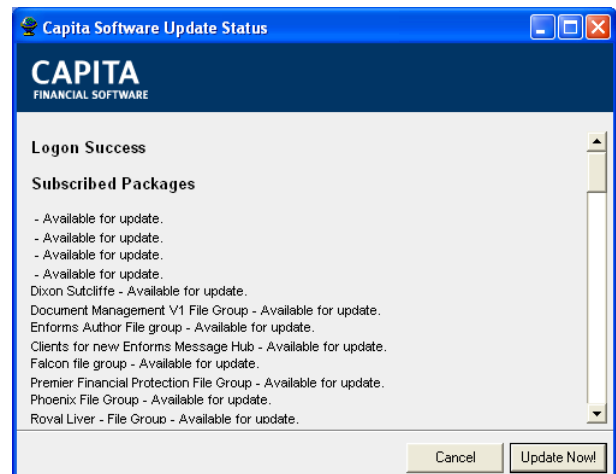 Capita Software Update Status
CAPITA
FINANCIAL SOFTWARE
Logon Success
Subscribed Packages
- Available for update.
- Available for update.
- Available for update.
- Available for update.
Dixon Sutcliffe - Available for update.
Document Management V1 File Group - Available for update.
Enforms Author File group - Available for update.
Clients for new Enforms Message Hub - Available for update.
Falcon file group - Available for update.
Premier Financial Protection File Group - Available for update.
Phoenix File Group - Available for update.
Royal Liver - File Group - Available for update.
Cancel
Update Now!